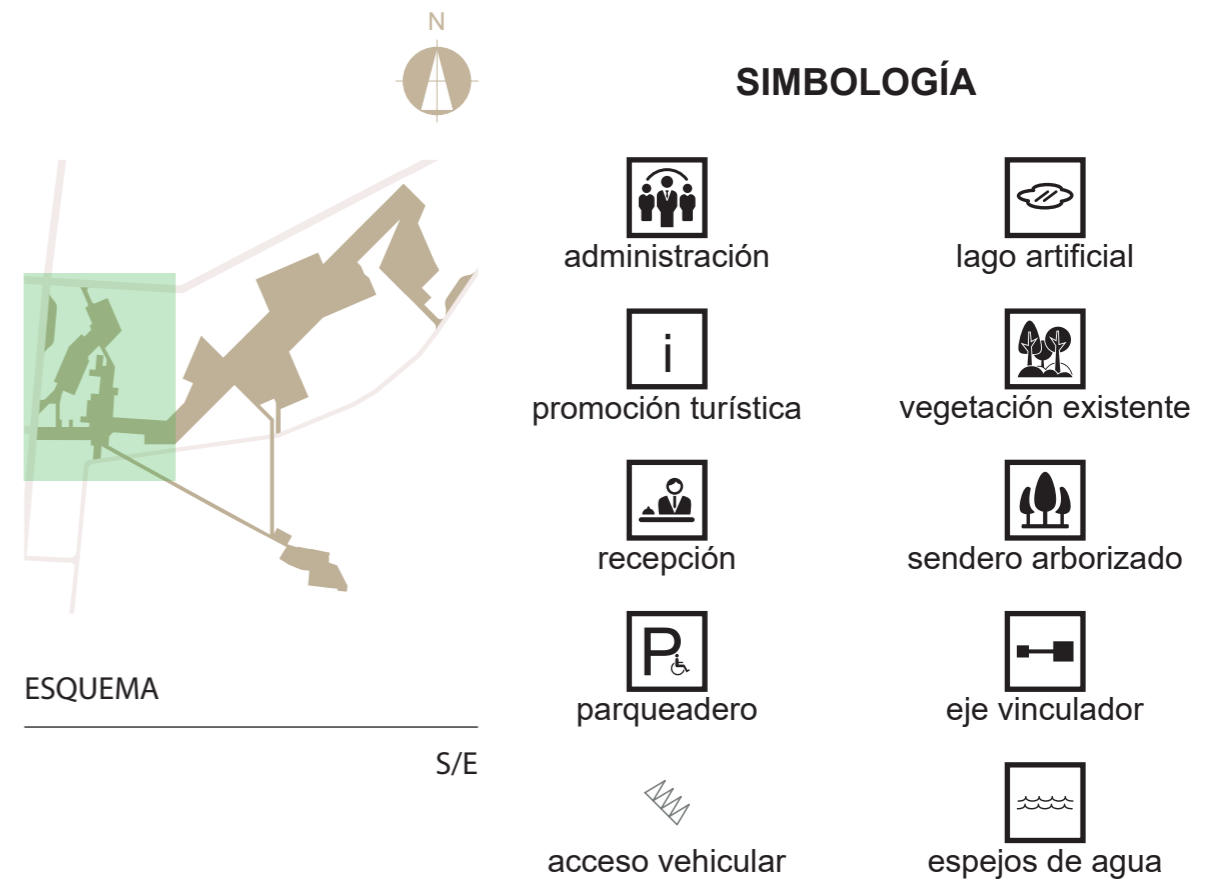 N
SIMBOLOGÍA
administración
lago artificial
i
promoción turística
vegetación existente
recepción
sendero arborizado
P
parqueadero
eje vinculador
acceso vehicular
espejos de agua
ESQUEMA
S/E